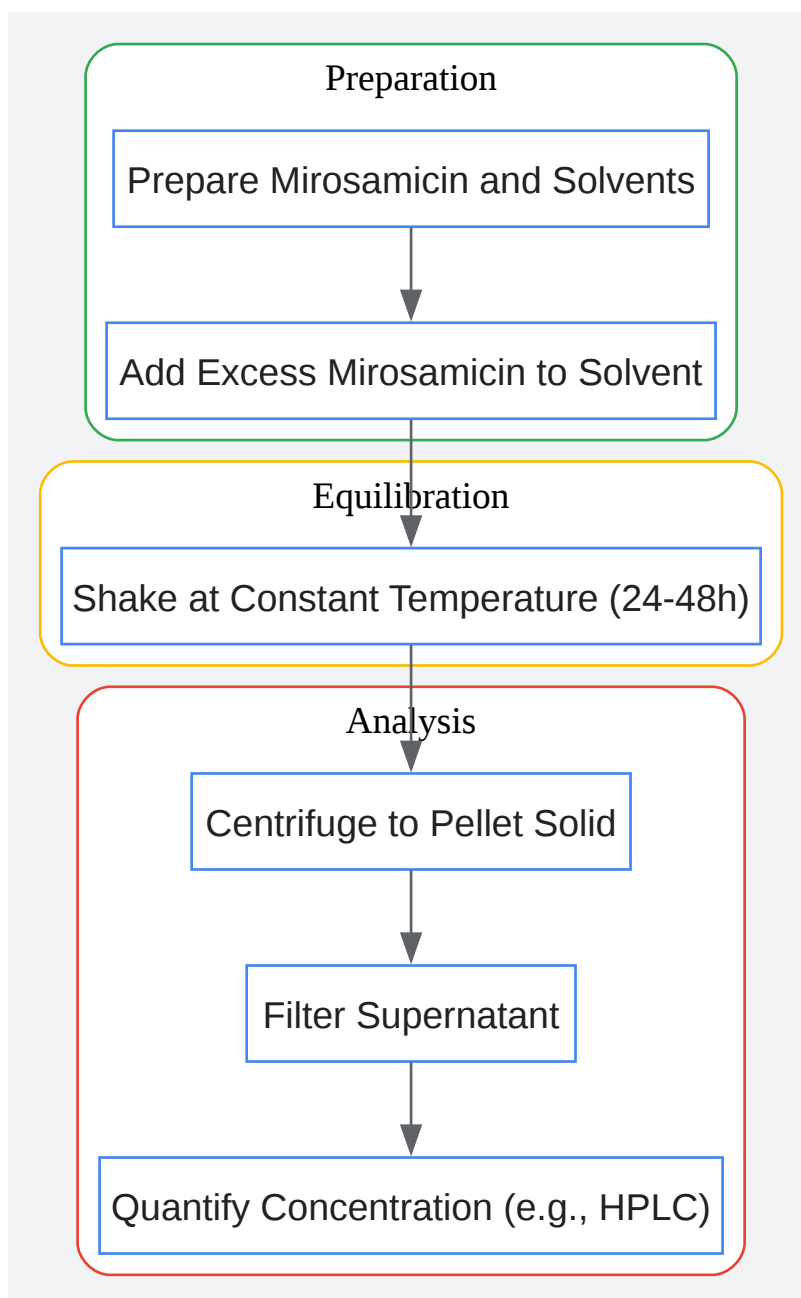 Preparation
Prepare Mirosamicin and Solvents
Add Excess Mirosamicin to Solvent
Equilibration
Shake at Constant Temperature (24-48h)
Analysis
Centrifuge to Pellet Solid
Filter Supernatant
Quantify Concentration (e.g., HPLC)